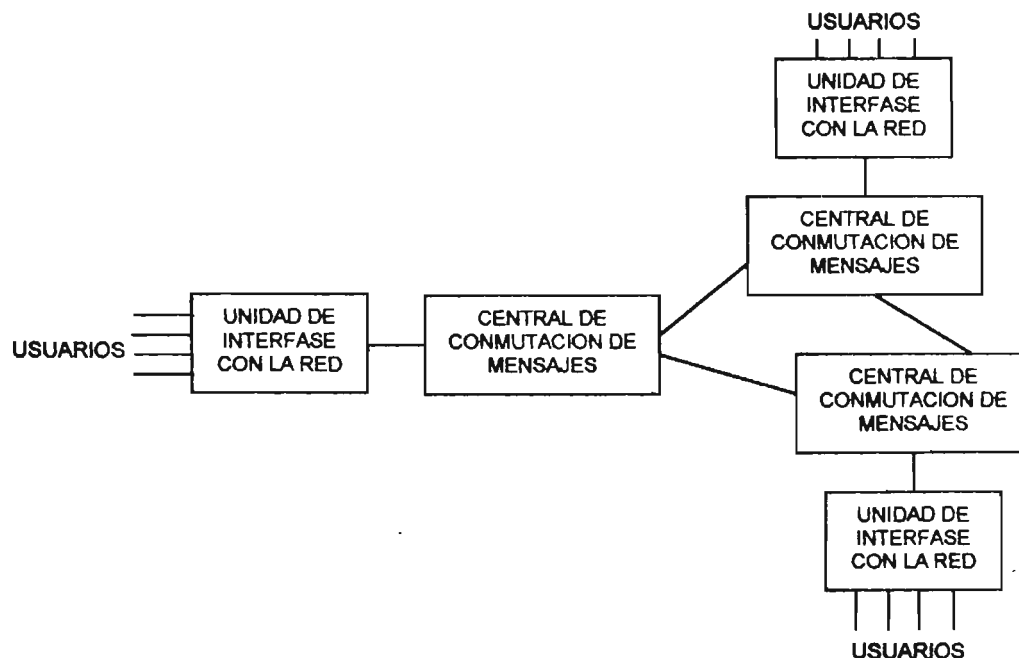 USUARIOS
UNIDAD DE
INTERFASE
CON LA RED
CENTRAL DE
CONMUTACION DE
MENSAJES
UNIDAD DE
INTERFASE
CON LA RED
USUARIOS
CENTRAL DE
CONMUTACION DE
MENSAJES
CENTRAL DE
CONMUTACION DE
MENSAJES
UNIDAD DE
INTERFASE
CON LA RED
USUARIOS